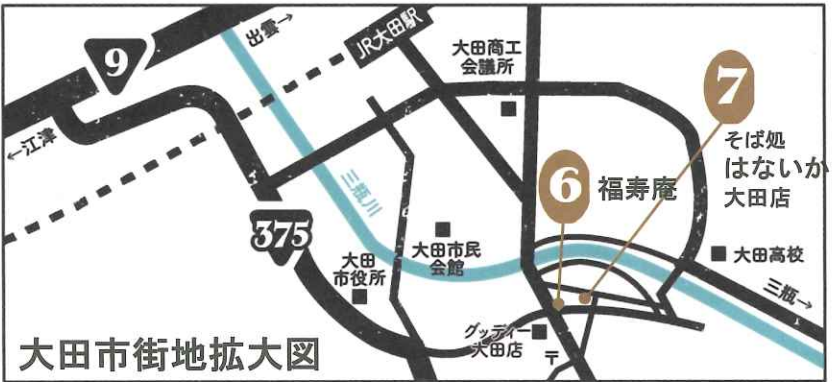 9
出雲→
JR大田駅
大田商工
会議所
7
そば処
はないか
大田店
←江津
三瓶川
6
福寿庵
375
大田
市役所
大田市民
会館
大田高校
三瓶→
グッディー
大田店
〒
大田市街地拡大図